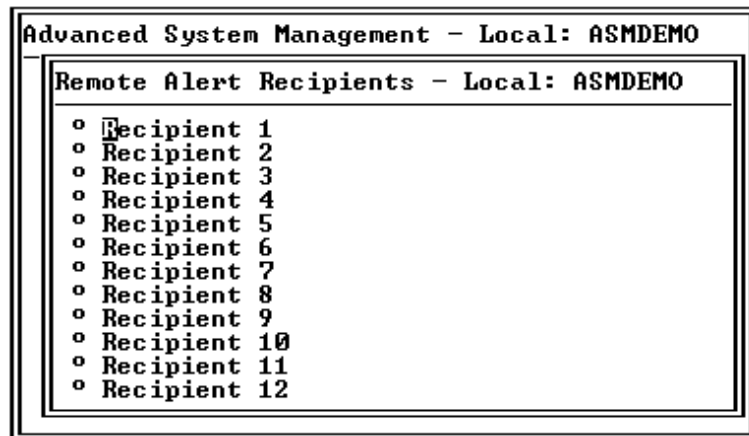 Advanced System Management - Local: ASMDEMO
Remote Alert Recipients - Local: ASMDEMO
° Recipient 1
° Recipient 2
° Recipient 3
° Recipient 4
° Recipient 5
° Recipient 6
° Recipient 7
° Recipient 8
° Recipient 9
° Recipient 10
° Recipient 11
° Recipient 12